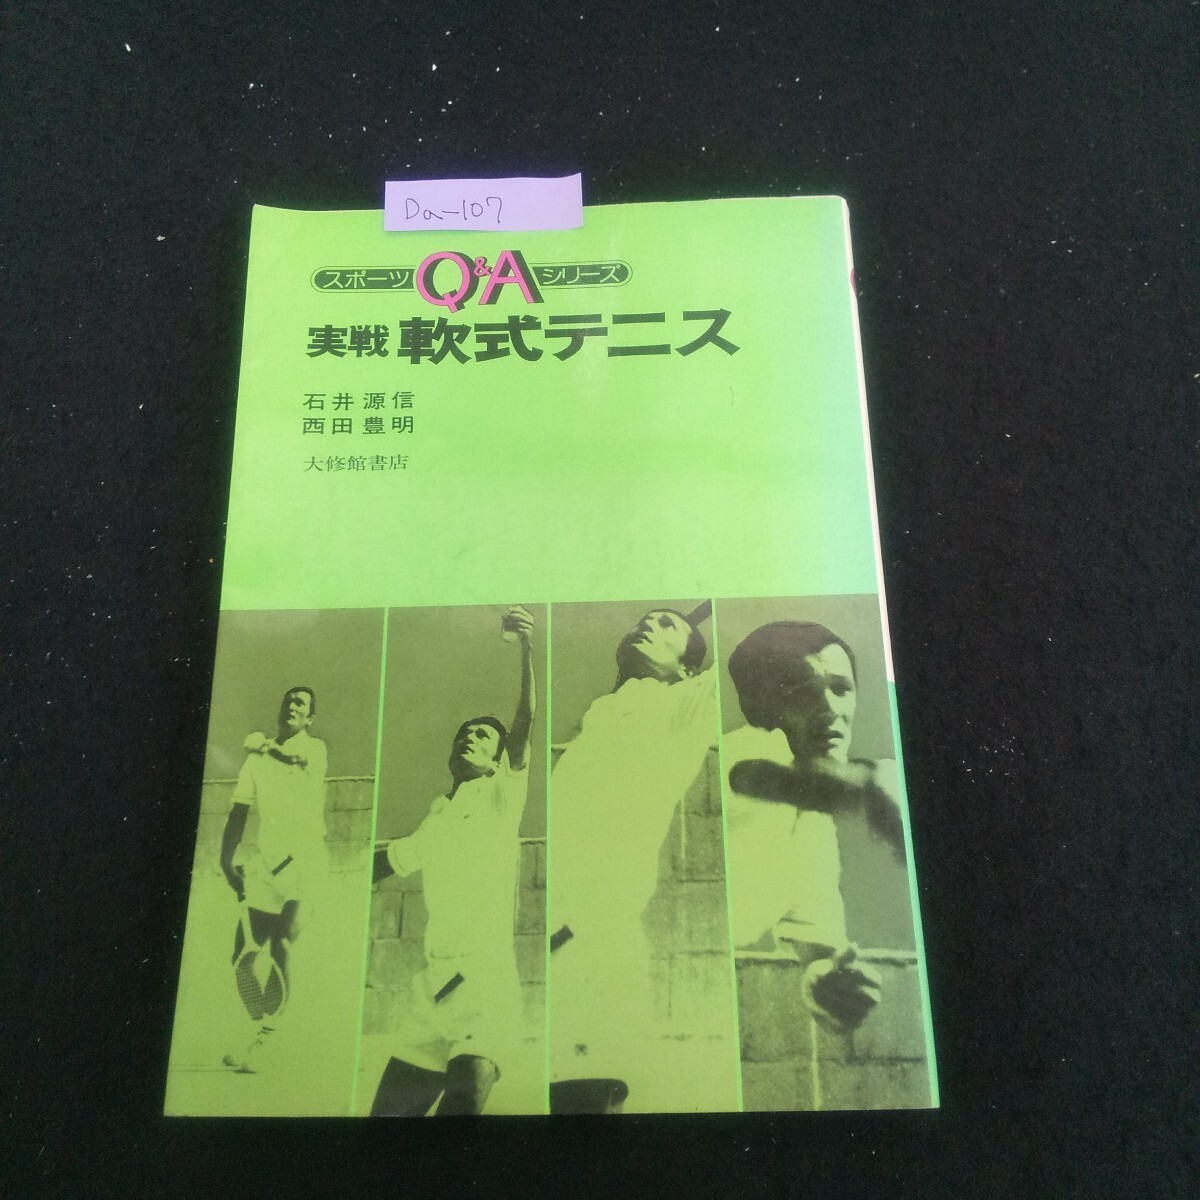 Da-107
スポーツQ&Aシリーズ
実戦 軟式テニス
石井源信
西田豊明
大修館書店